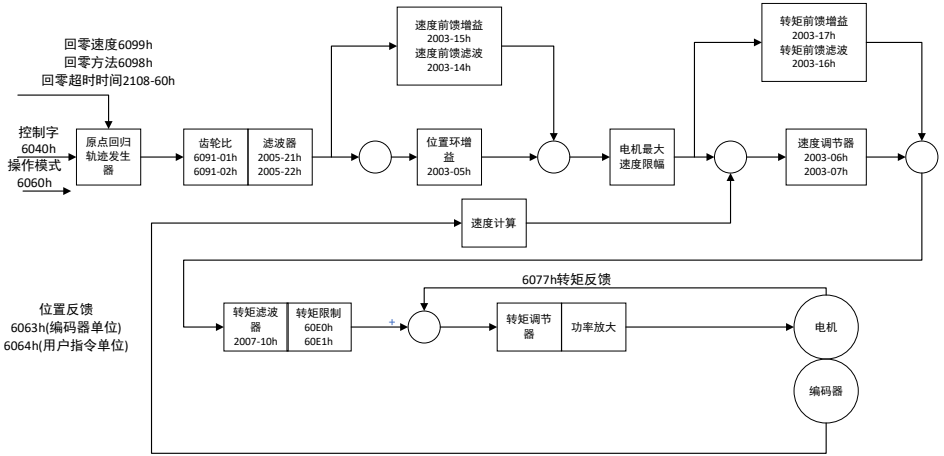 回零速度6099h
回零方法6098h
回零超时时间2108-60h
控制字
6040h
操作模式
6060h
原点回归
轨迹发生
器
齿轮比
6091-01h
6091-02h
滤波器
2005-21h
2005-22h
速度前馈增益
2003-15h
速度前馈滤波
2003-14h
位置环增
益
2003-05h
电机最大
速度限幅
转矩前馈增益
2003-17h
转矩前馈滤波
2003-16h
速度调节器
2003-06h
2003-07h
速度计算
位置反馈
6063h(编码器单位)
6064h(用户指令单位)
转矩滤波
器
2007-10h
转矩限制
60E0h
60E1h
+
6077h转矩反馈
转矩调节
器
功率放大
电机
编码器